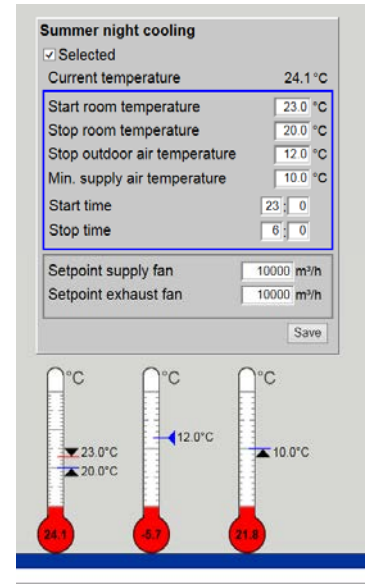 Summer night cooling
Selected
Current temperature 24.1 °C
Start room temperature 23.0 °C
Stop room temperature 20.0 °C
Stop outdoor air temperature 12.0 °C
Min. supply air temperature 10.0 °C
Start time 23 : 0
Stop time 6 : 0
Setpoint supply fan 10000 m³/h
Setpoint exhaust fan 10000 m³/h
Save
°C °C °C
12.0°C
23.0°C 10.0°C
20.0°C
24.1 -5.7 21.8